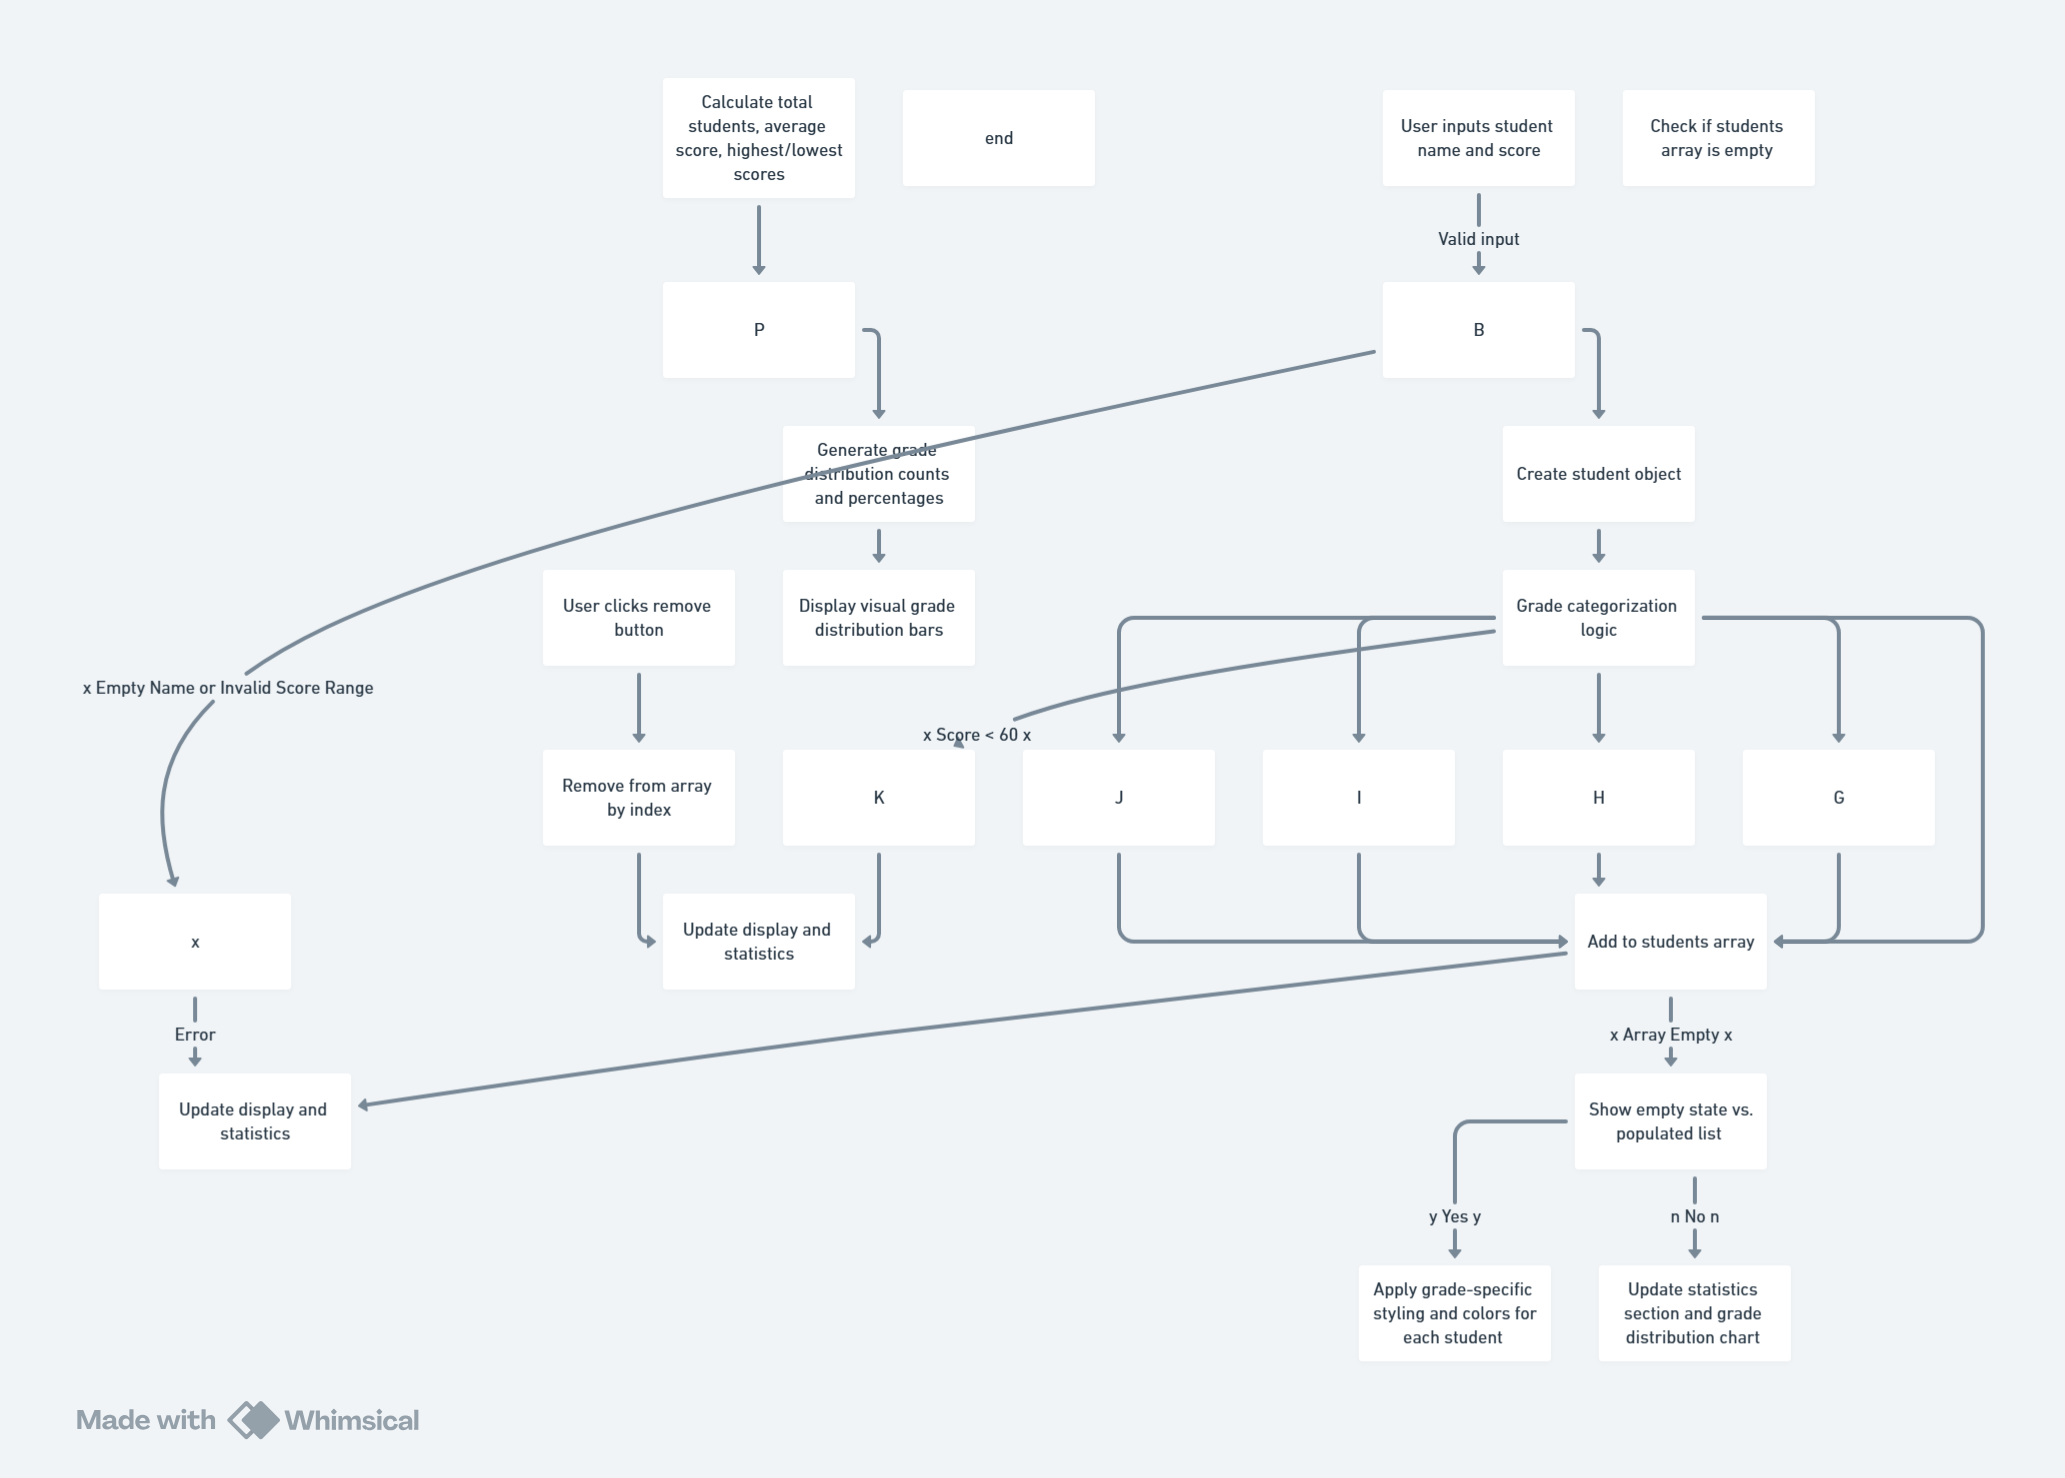 Calculate total
students, average
score, highest/lowest
scores
end
User inputs student
name and score
Check if students
array is empty
Valid input
P
B
Generate grade
distribution counts
and percentages
Create student object
User clicks remove
button
Display visual grade
distribution bars
Grade categorization
logic
x Empty Name or Invalid Score Range
x Score < 60 x
Remove from array
by index
K
J
I
H
G
x
Update display and
statistics
Add to students array
Error
x Array Empty x
Update display and
statistics
Show empty state vs.
populated list
y Yes y
n No n
Apply grade-specific
styling and colors for
each student
Update statistics
section and grade
distribution chart
Made with Whimsical